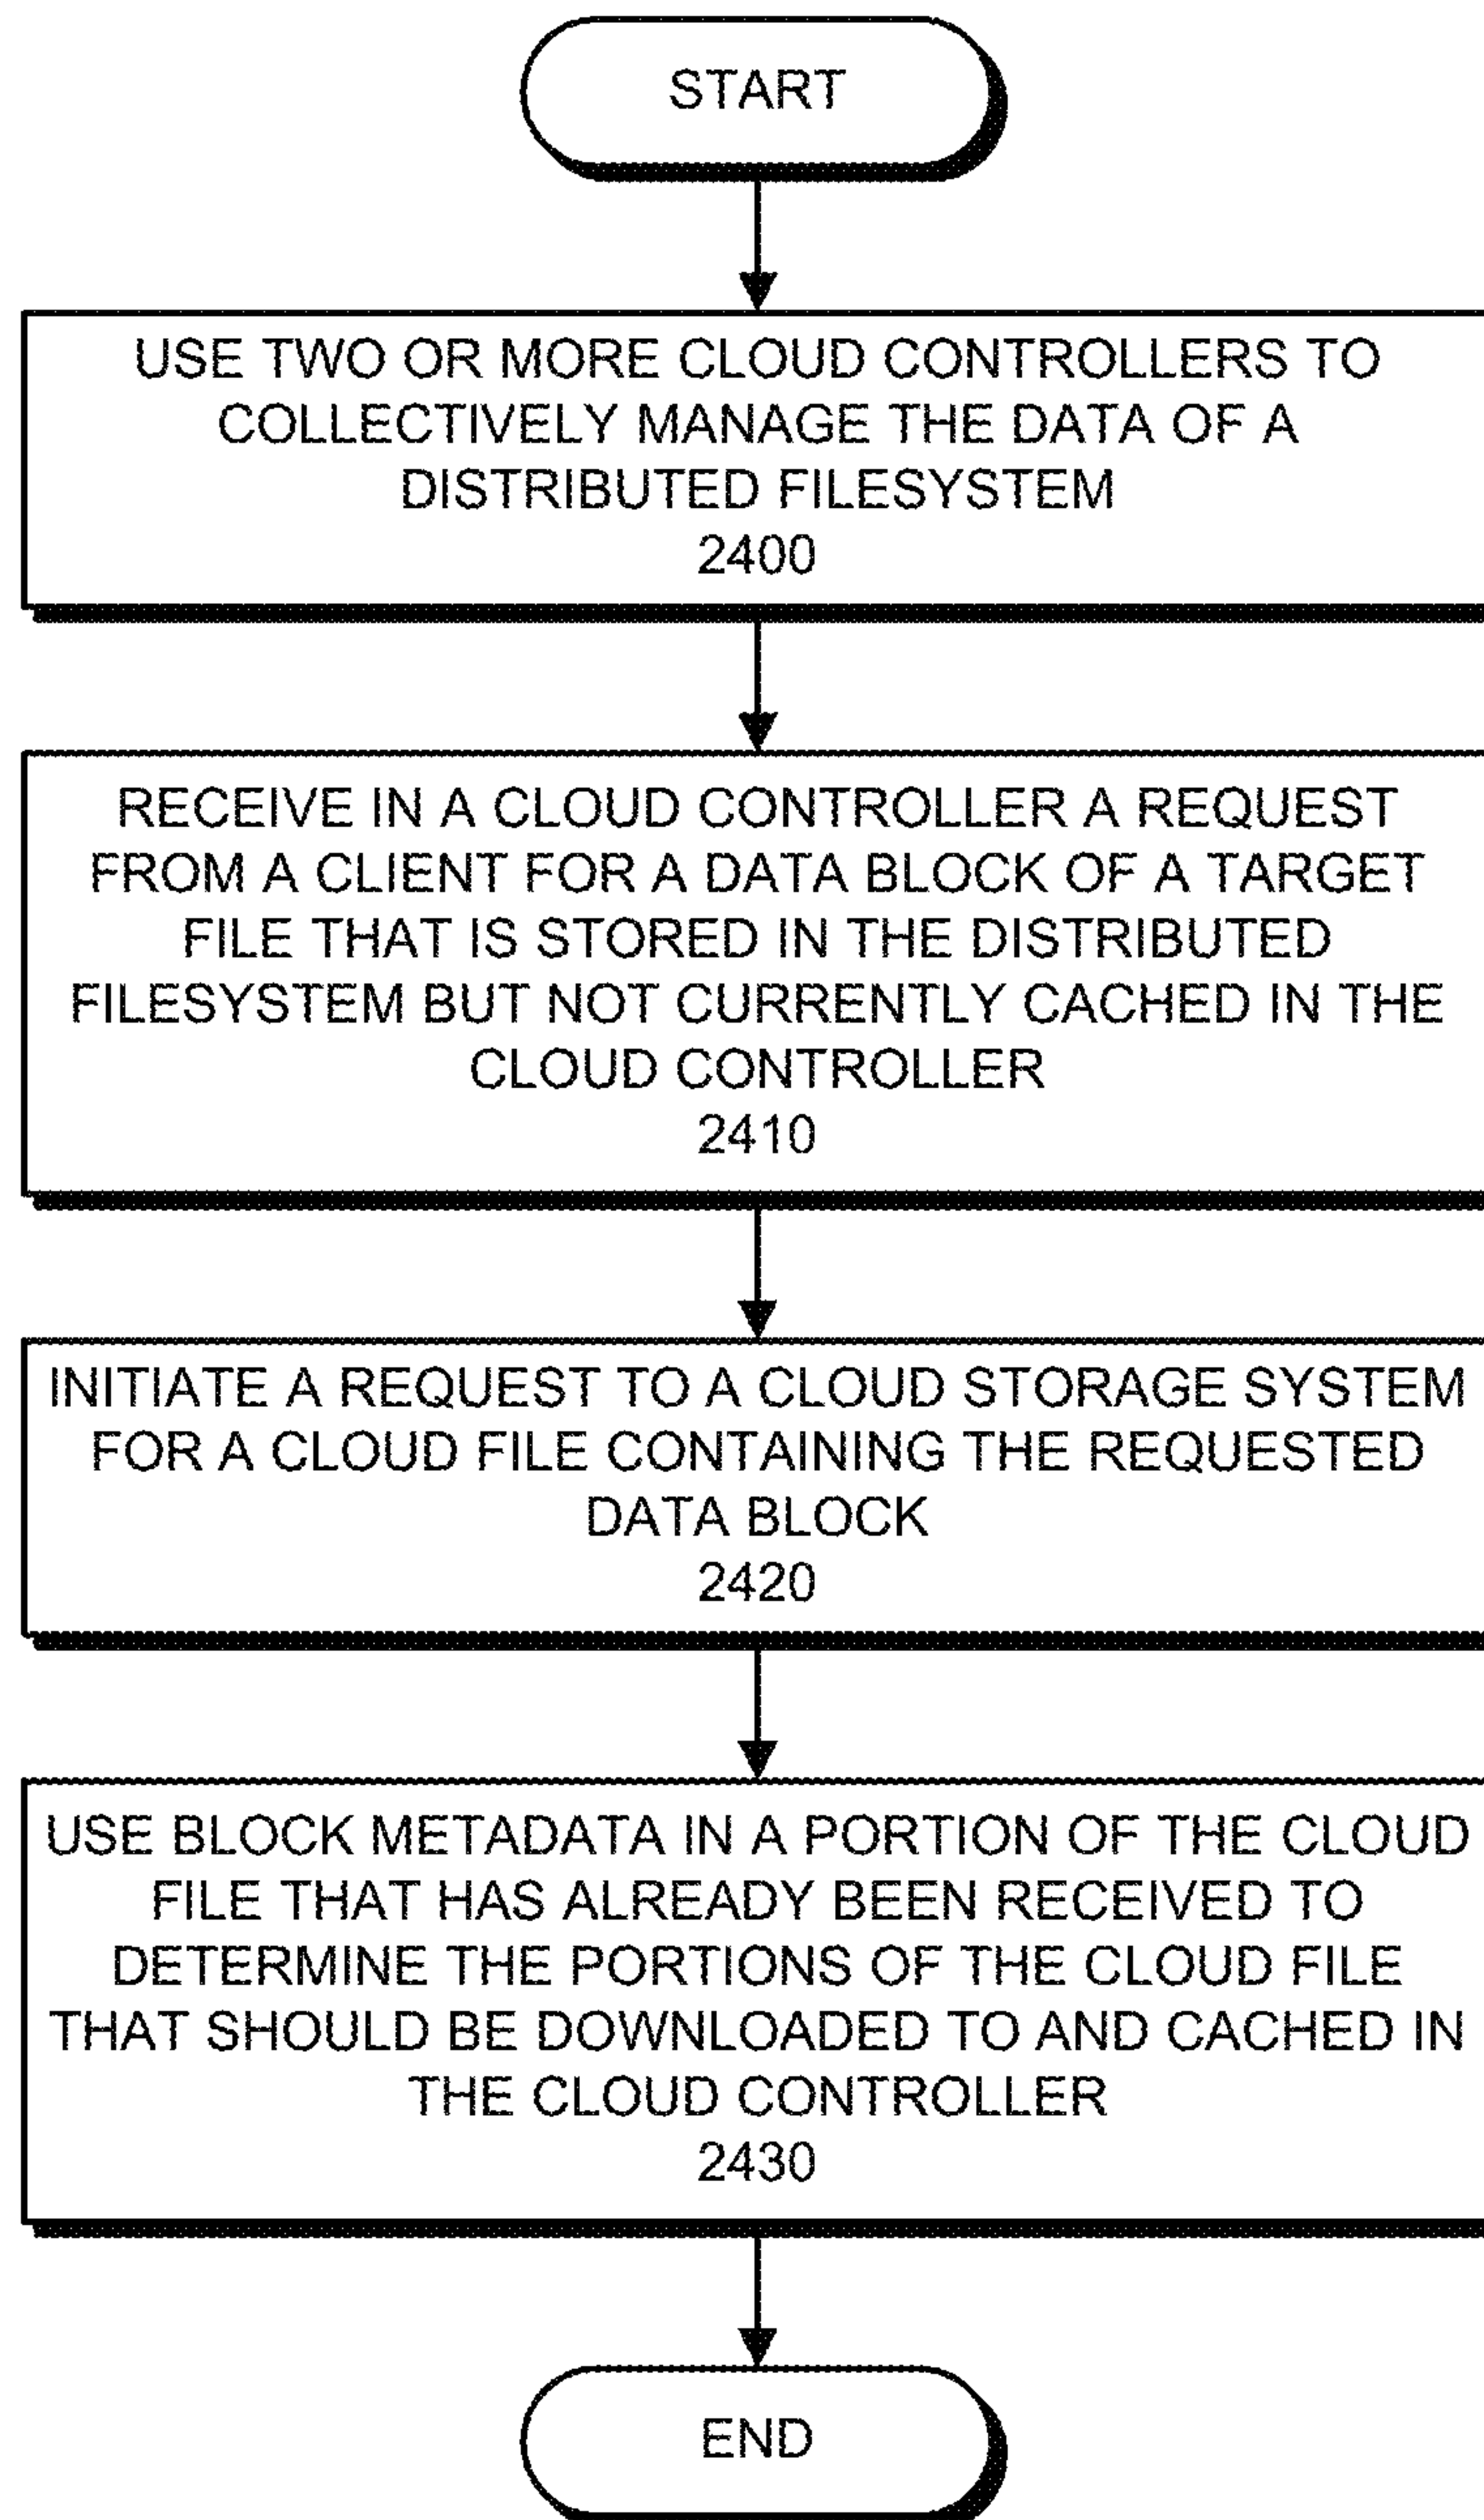 START
USE TWO OR MORE CLOUD CONTROLLERS TO
COLLECTIVELY MANAGE THE DATA OF A
DISTRIBUTED FILESYSTEM
2400
RECEIVE IN A CLOUD CONTROLLER A REQUEST
FROM A CLIENT FOR A DATA BLOCK OF A TARGET
FILE THAT IS STORED IN THE DISTRIBUTED
FILESYSTEM BUT NOT CURRENTLY CACHED IN THE
CLOUD CONTROLLER
2410
INITIATE A REQUEST TO A CLOUD STORAGE SYSTEM
FOR A CLOUD FILE CONTAINING THE REQUESTED
DATA BLOCK
2420
USE BLOCK METADATA IN A PORTION OF THE CLOUD
FILE THAT HAS ALREADY BEEN RECEIVED TO
DETERMINE THE PORTIONS OF THE CLOUD FILE
THAT SHOULD BE DOWNLOADED TO AND CACHED IN
THE CLOUD CONTROLLER
2430
END